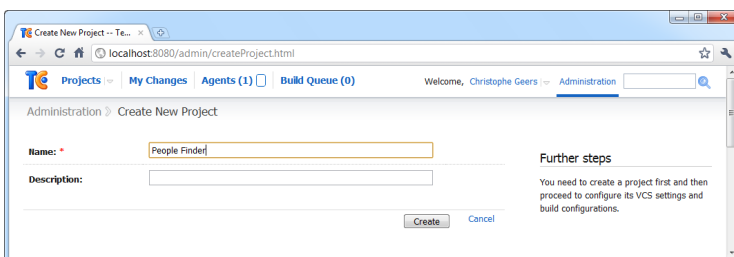 TC Create New Project -- Te... ×
localhost:8080/admin/createProject.html
TC Projects My Changes Agents (1) Build Queue (0) Welcome, Christophe Geers Administration
Administration Create New Project
Name: * People Finder
Description:
Create Cancel
Further steps
You need to create a project first and then
proceed to configure its VCS settings and
build configurations.